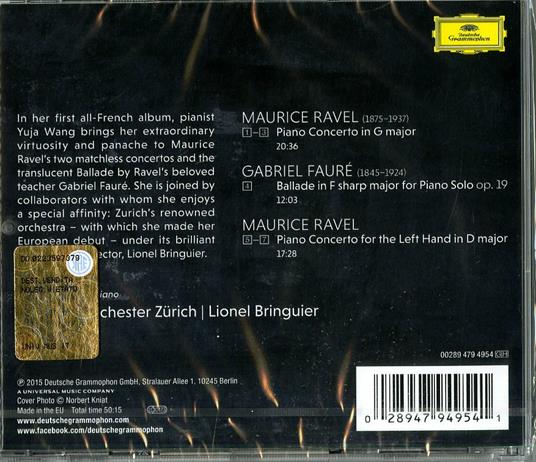 Deutsche
Grammophon
In her first all-French album, pianist
Yuja Wang brings her extraordinary
virtuosity and panache to Maurice
Ravel's two matchless concertos and the
translucent Ballade by Ravel's beloved
teacher Gabriel Fauré. She is joined by
collaborators with whom she enjoys
a special affinity: Zurich's renowned
orchestra – with which she made her
European debut – under its brilliant
ector, Lionel Bringuier.
MAURICE RAVEL (1875–1937)
1–3 Piano Concerto in G major
20:36
GABRIEL FAURÉ (1845–1924)
4 Ballade in F sharp major for Piano Solo op. 19
12:03
MAURICE RAVEL
5–7 Piano Concerto for the Left Hand in D major
17:28
DEST.VENDITA
NOLEG.VIETATO
piano
chester Zürich | Lionel Bringuier
00289 479 4954 GH
℗ 2015 Deutsche Grammophon GmbH, Stralauer Allee 1, 10245 Berlin
A UNIVERSAL MUSIC COMPANY
Cover Photo © Norbert Kniat
Made in the EU Total time 50:15
www.deutschegrammophon.com
www.facebook.com/deutschegrammophon
0 28947 94954 1